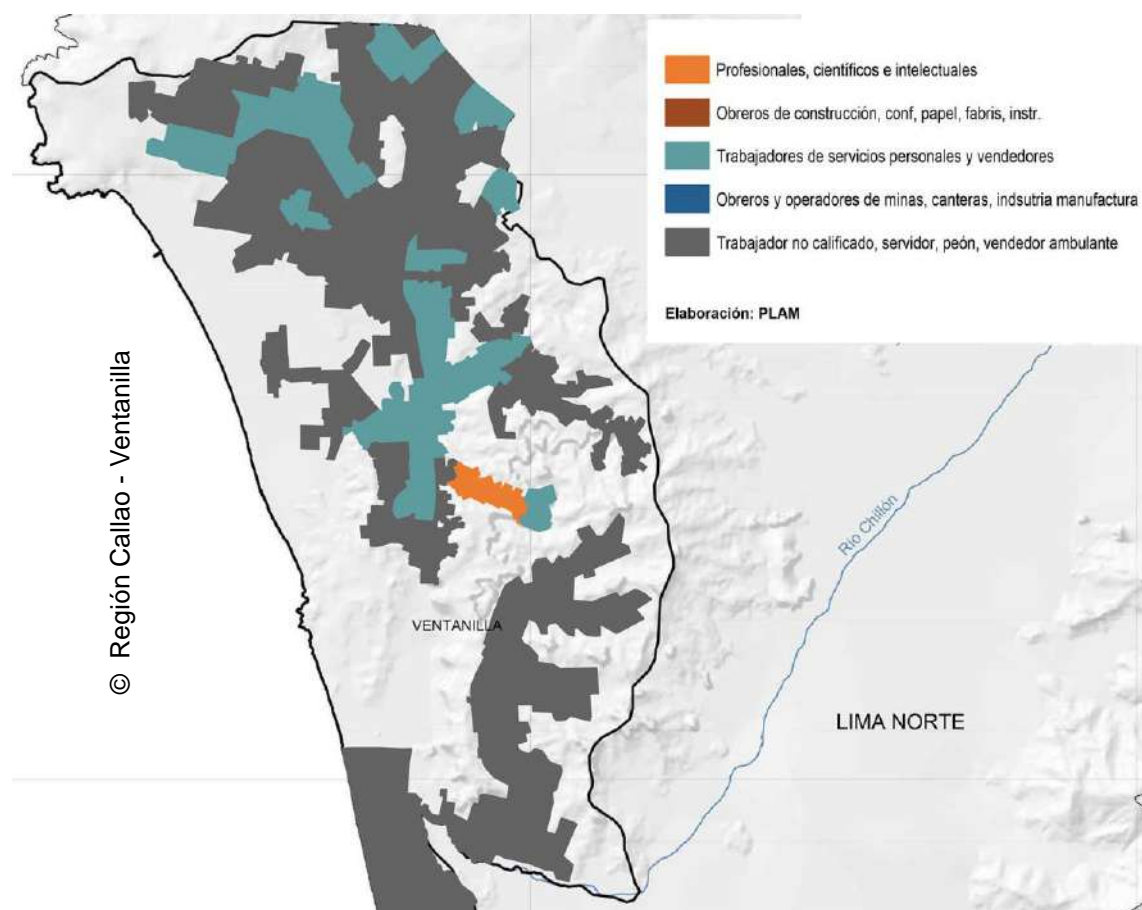 Profesionales, científicos e intelectuales
Obreros de construcción, conf, papel, fabris, instr.
Trabajadores de servicios personales y vendedores
Obreros y operadores de minas, canteras, indsutria manufactura
Trabajador no calificado, servidor, peón, vendedor ambulante
Elaboración: PLAM
© Región Callao - Ventanilla
Río Chillón
VENTANILLA
LIMA NORTE